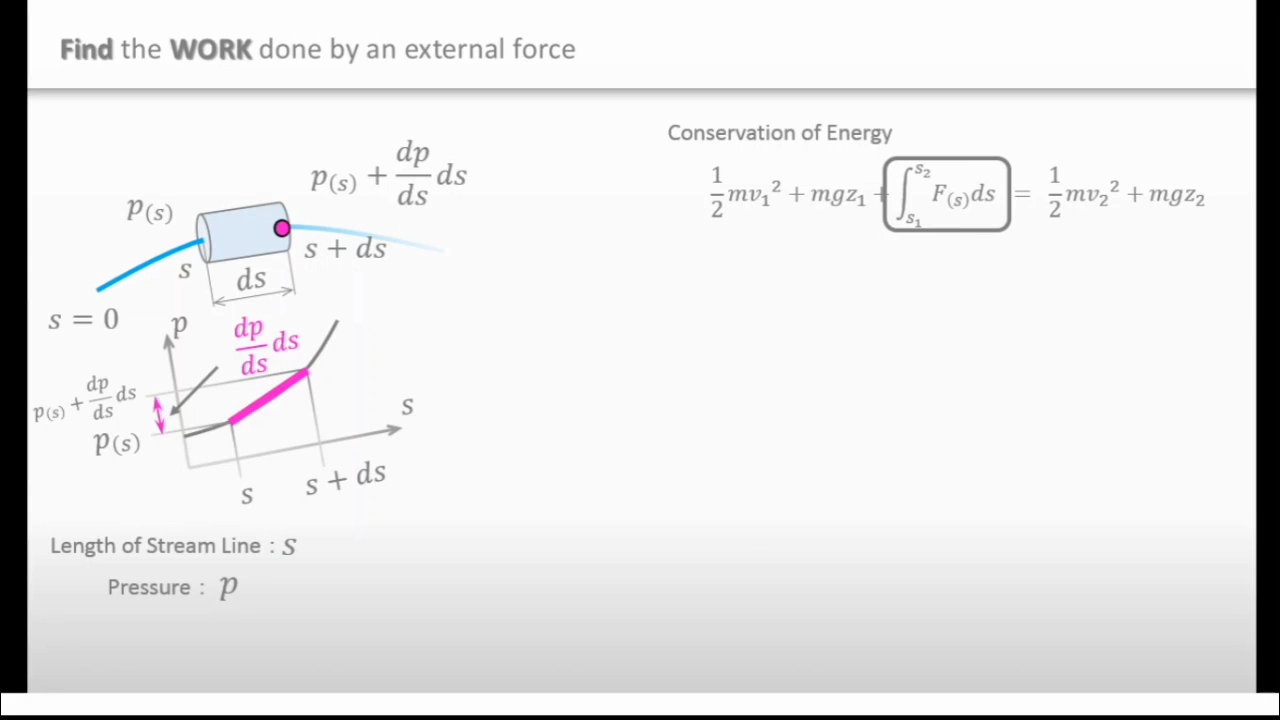 Find the WORK done by an external force
Conservation of Energy
1/2 mv₁² + mgz₁ + ∫ₛ₁ˢ² F₍ₛ₎ds = 1/2 mv₂² + mgz₂
p₍ₛ₎ + dp/ds ds
p₍ₛ₎
s + ds
s
ds
s = 0
p
dp/ds ds
p₍ₛ₎ + dp/ds ds
p₍ₛ₎
s
s + ds
s
Length of Stream Line : s
Pressure : p